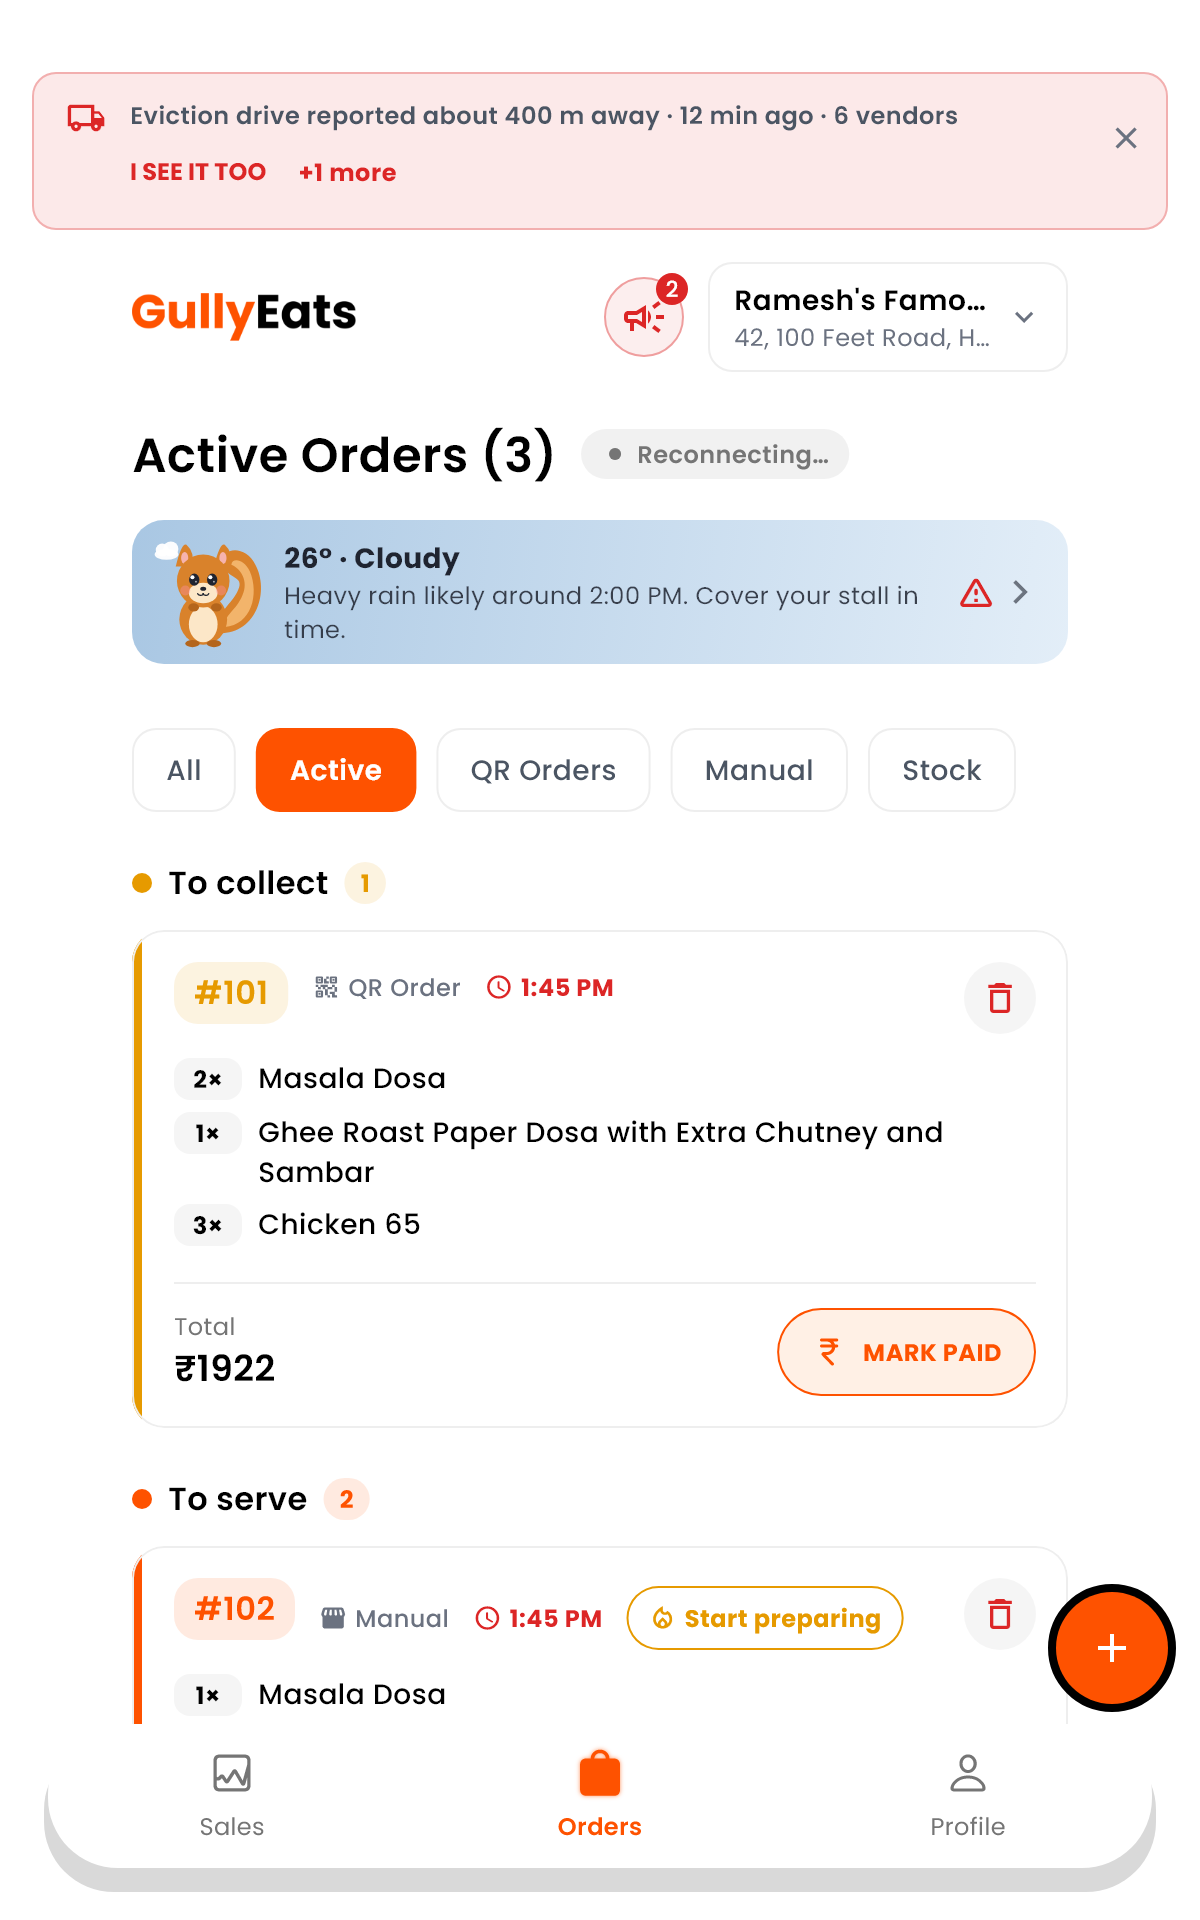 Eviction drive reported about 400 m away · 12 min ago · 6 vendors
I SEE IT TOO +1 more
GullyEats
2
Ramesh's Famo...
42, 100 Feet Road, H...
Active Orders (3)
Reconnecting...
26° · Cloudy
Heavy rain likely around 2:00 PM. Cover your stall in
time.
All Active QR Orders Manual Stock
To collect 1
#101 QR Order 1:45 PM
2× Masala Dosa
1× Ghee Roast Paper Dosa with Extra Chutney and
Sambar
3× Chicken 65
Total
₹1922
₹ MARK PAID
To serve 2
#102 Manual 1:45 PM Start preparing
1× Masala Dosa
+
Sales Orders Profile